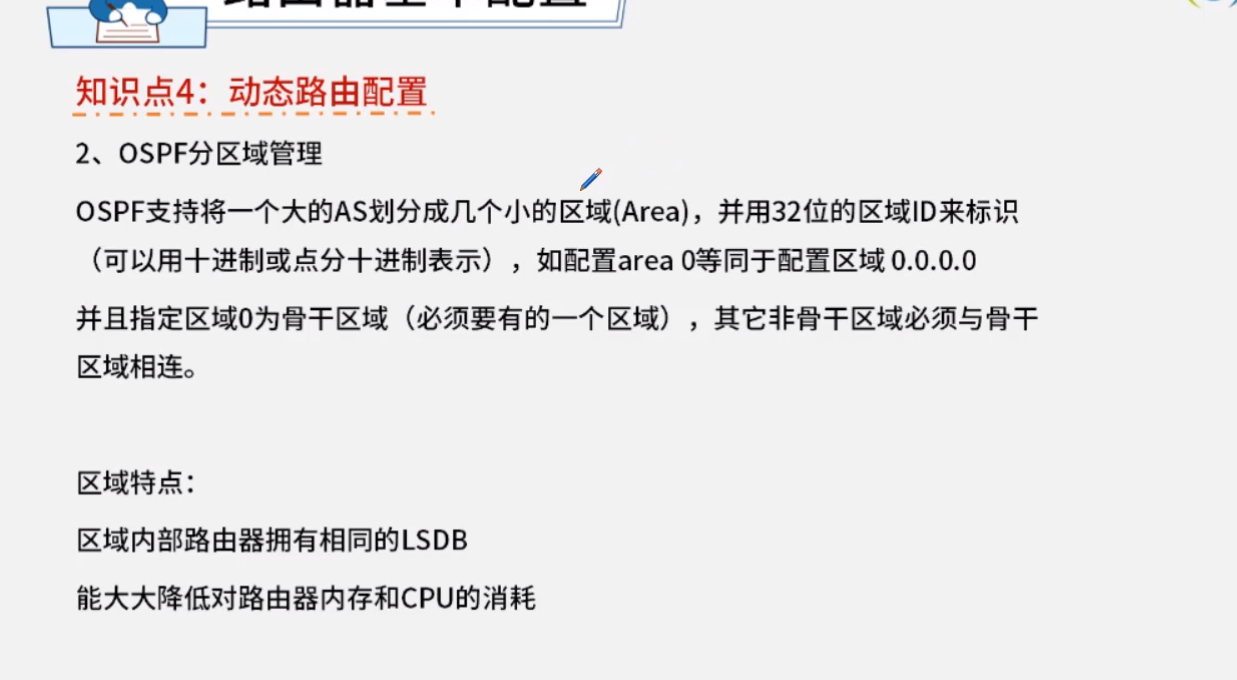 路由器基本配置
知识点4：动态路由配置
2、OSPF分区域管理
OSPF支持将一个大的AS划分成几个小的区域(Area)，并用32位的区域ID来标识
（可以用十进制或点分十进制表示），如配置area 0等同于配置区域 0.0.0.0
并且指定区域0为骨干区域（必须要有的一个区域），其它非骨干区域必须与骨干
区域相连。
区域特点：
区域内部路由器拥有相同的LSDB
能大大降低对路由器内存和CPU的消耗